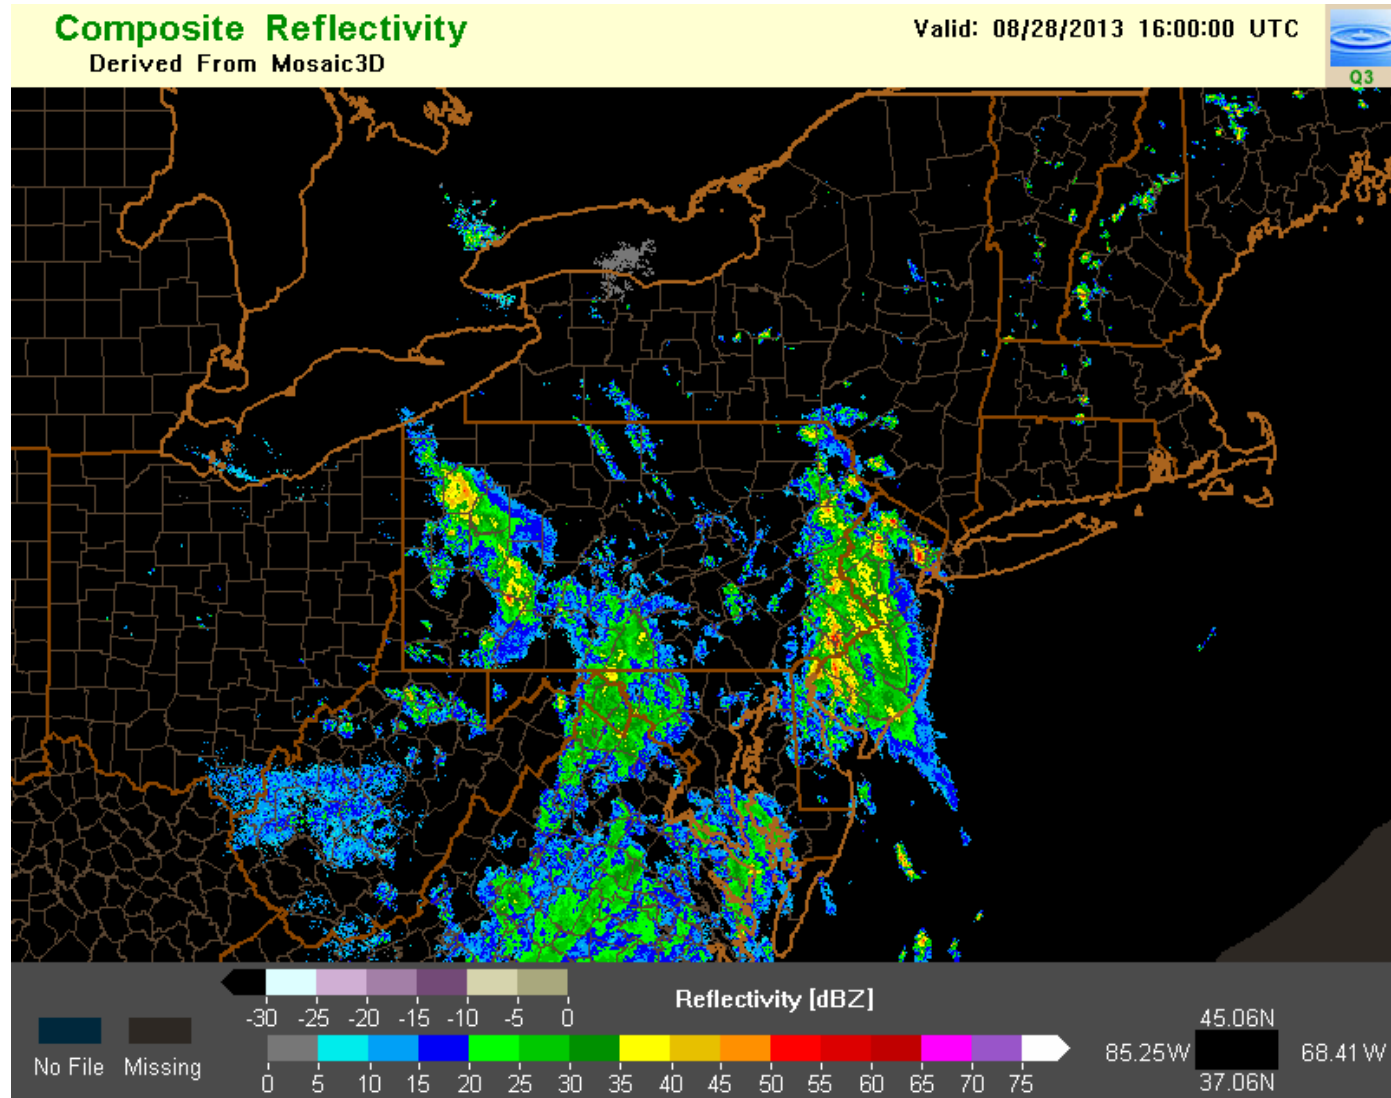 Composite Reflectivity
Derived From Mosaic3D
Valid: 08/28/2013 16:00:00 UTC
Q3
-30 -25 -20 -15 -10 -5 0
Reflectivity [dBZ]
No File Missing
0 5 10 15 20 25 30 35 40 45 50 55 60 65 70 75
45.06N
85.25W 68.41 W
37.06N